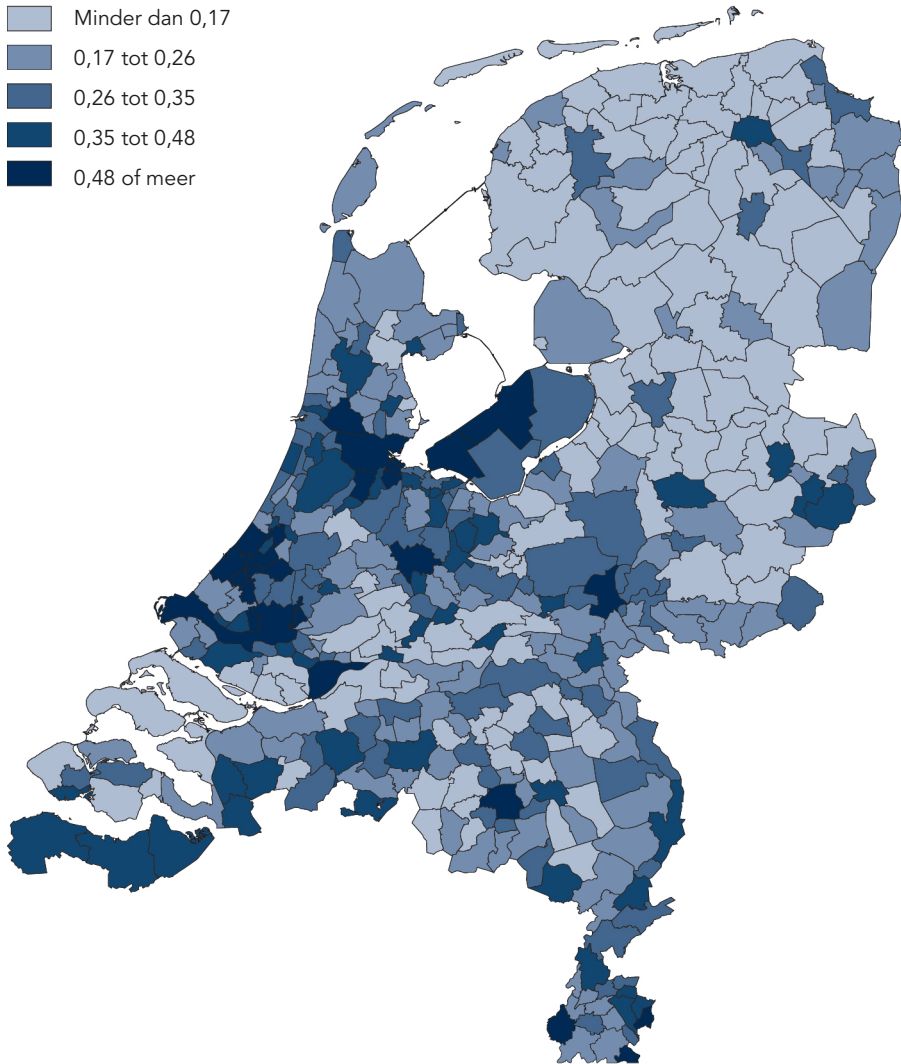 Minder dan 0,17
0,17 tot 0,26
0,26 tot 0,35
0,35 tot 0,48
0,48 of meer